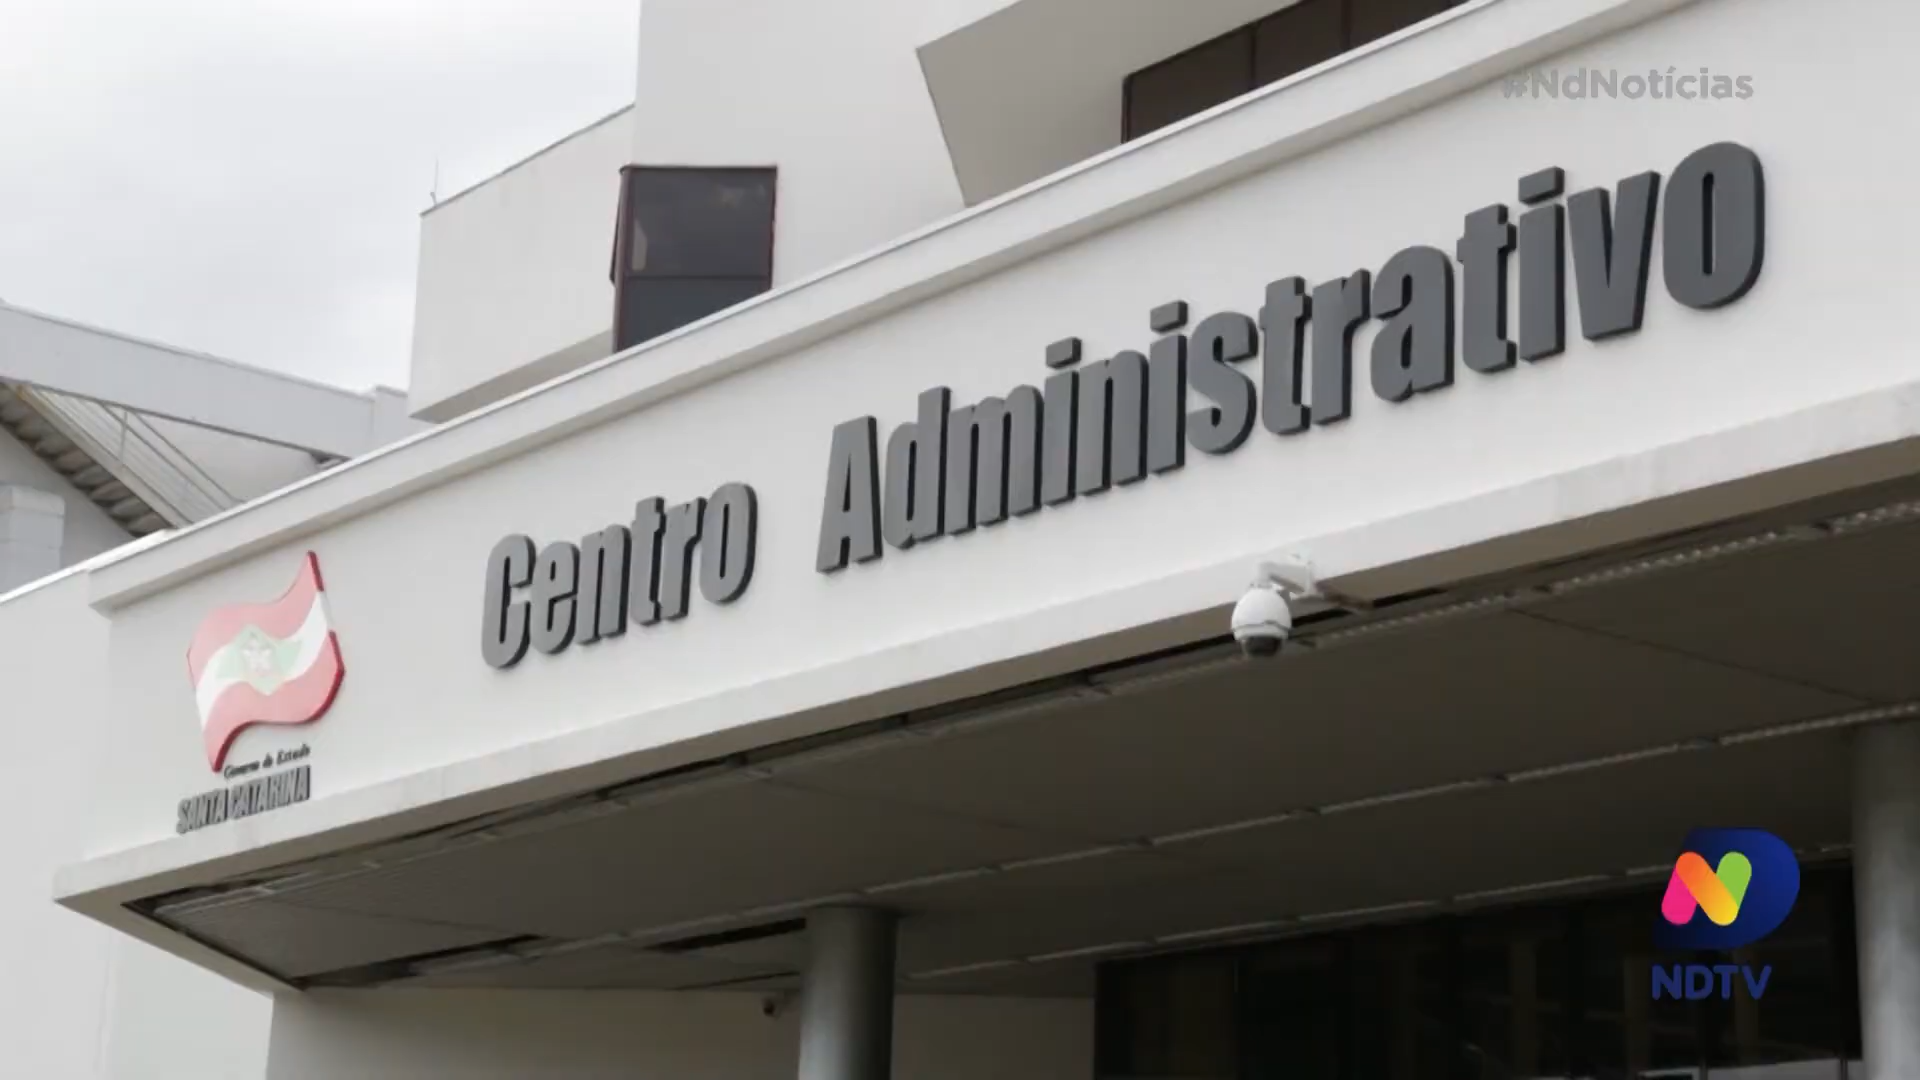 #NdNotícias
Centro Administrativo
Governo do Estado
SANTA CATARINA
NDTV